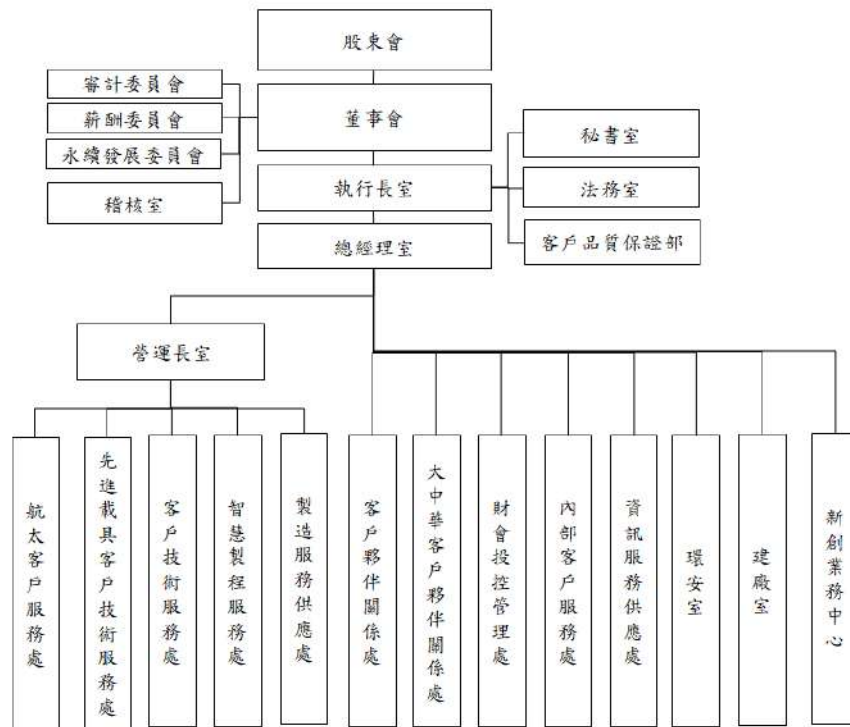 股東會
審計委員會
薪酬委員會
永續發展委員會
稽核室
董事會
執行長室
總經理室
秘書室
法務室
客戶品質保證部
營運長室
航太客戶服務處
先進載具客戶技術服務處
客戶技術服務處
智慧製程服務處
製造服務供應處
客戶夥伴關係處
大中華客戶夥伴關係處
財會投控管理處
內部客戶服務處
資訊服務供應處
環安室
建廠室
新創業務中心